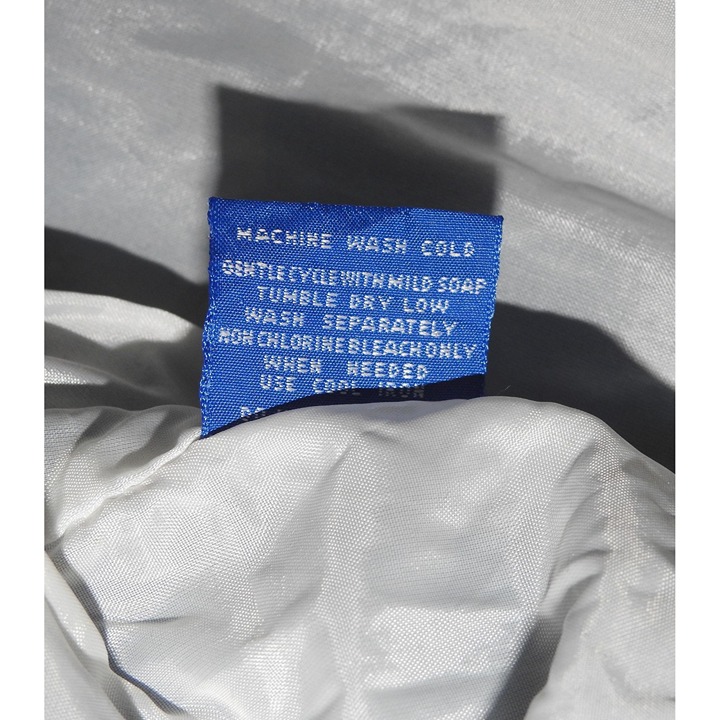 MACHINE WASH COLD
GENTLE CYCLE WITH MILD SOAP
TUMBLE DRY LOW
WASH SEPARATELY
NON CHLORINE BLEACH ONLY
WHEN NEEDED
USE COOL IRON